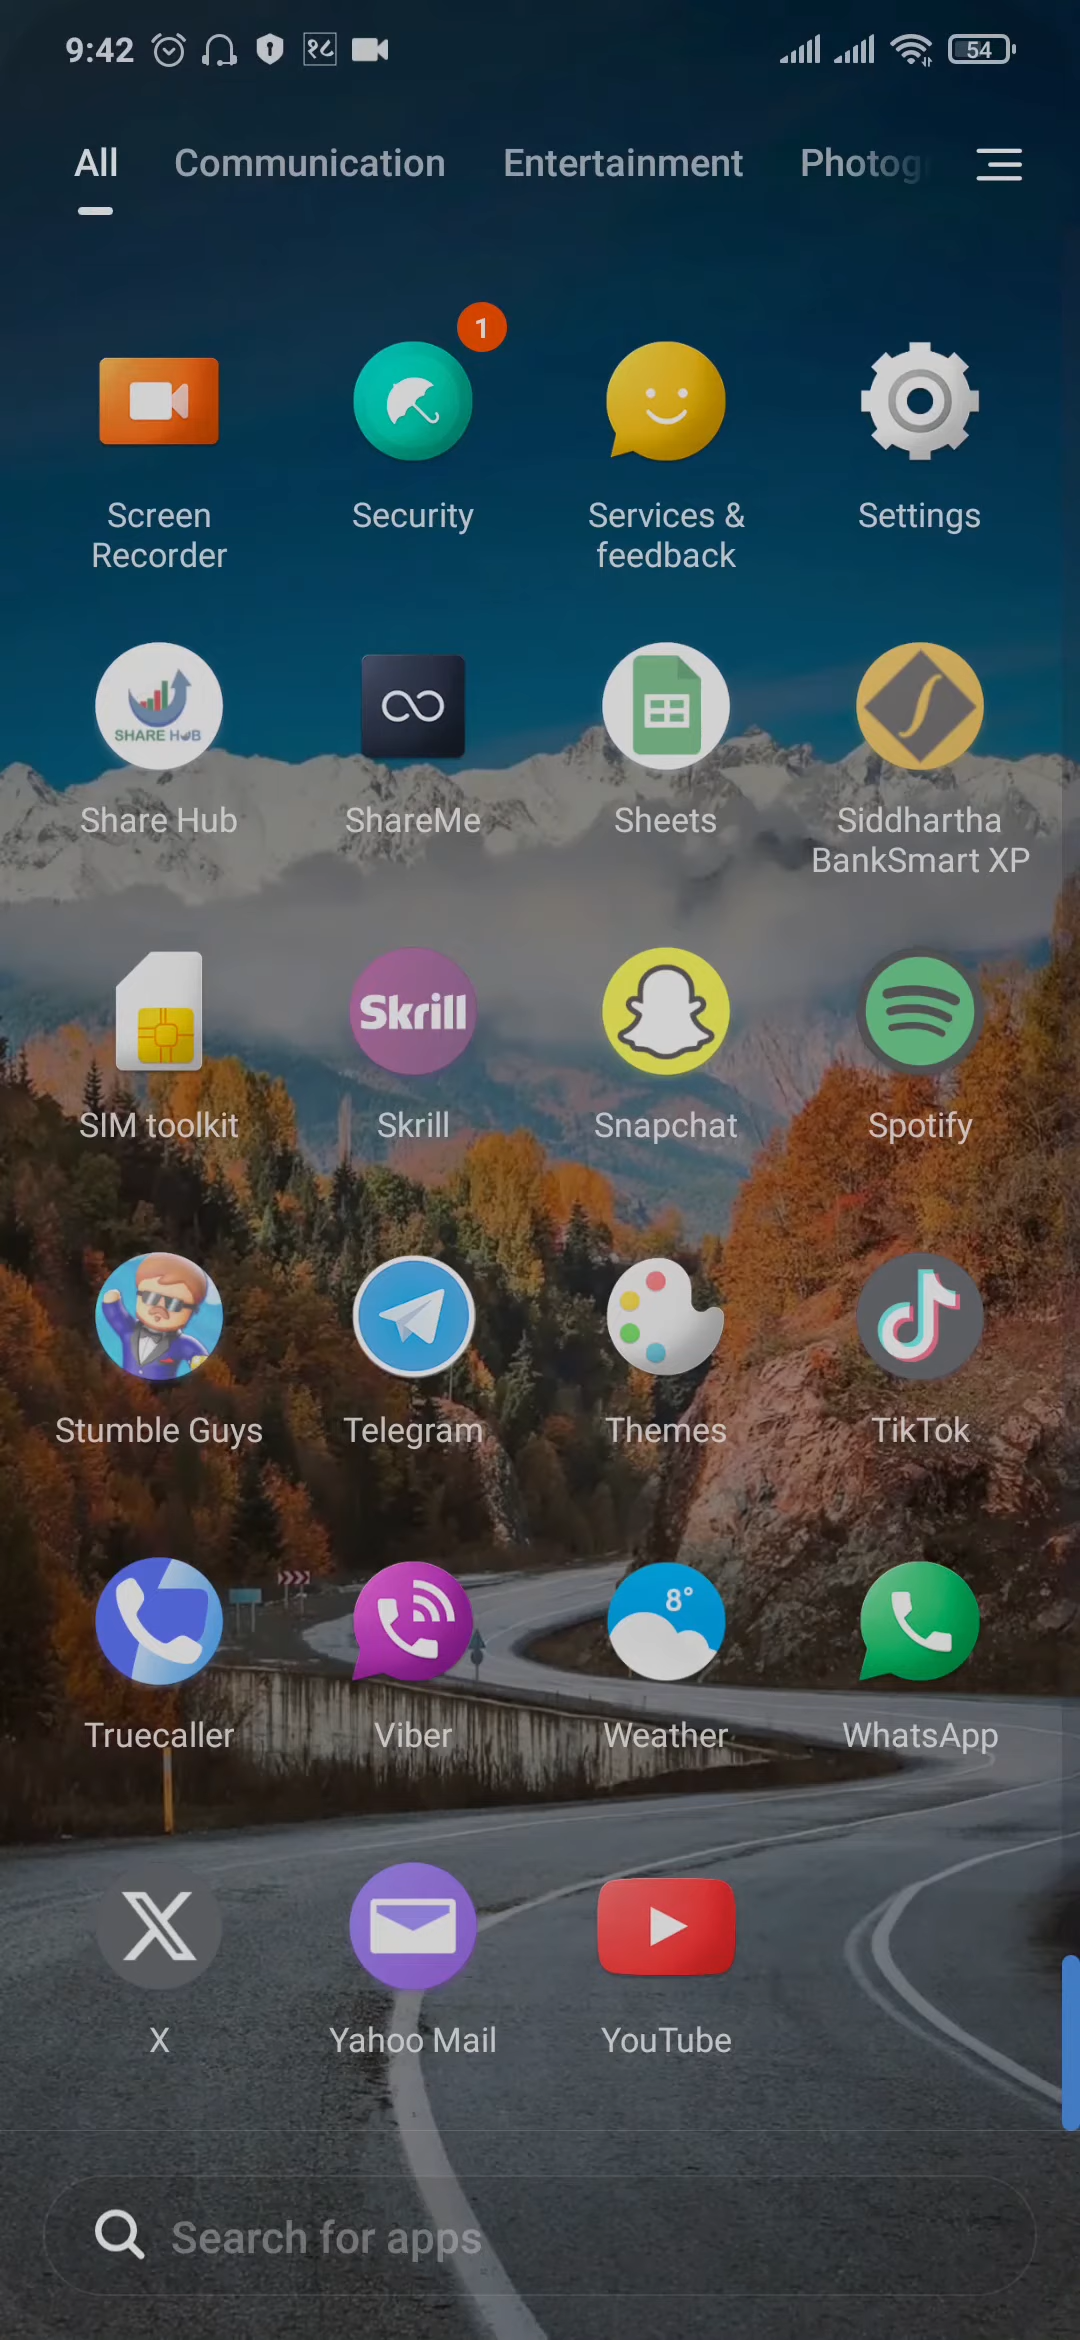 9:42 १८ 54
All Communication Entertainment Photog
1
Screen
Recorder
Security
Services &
feedback
Settings
SHARE HUB
Share Hub
ShareMe
Sheets
Siddhartha
BankSmart XP
Skrill
SIM toolkit
Skrill
Snapchat
Spotify
Stumble Guys
Telegram
Themes
TikTok
8°
Truecaller
Viber
Weather
WhatsApp
X
Yahoo Mail
YouTube
Search for apps